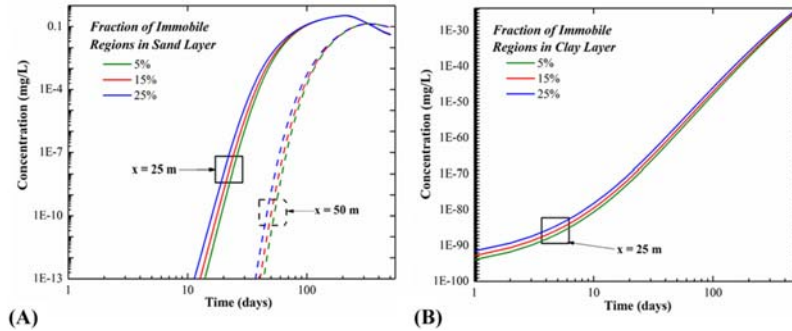 Fraction of Immobile
Regions in Sand Layer
5%
15%
25%
x = 25 m
x = 50 m
Concentration (mg/L)
0.1
1E-4
1E-7
1E-10
1E-13
1
10
100
Time (days)
(A)
Fraction of Immobile
Regions in Clay Layer
5%
15%
25%
x = 25 m
Concentration (mg/L)
1E-40
1E-50
1E-60
1E-70
1E-80
1E-90
1E-100
1
10
100
Time (days)
(B)